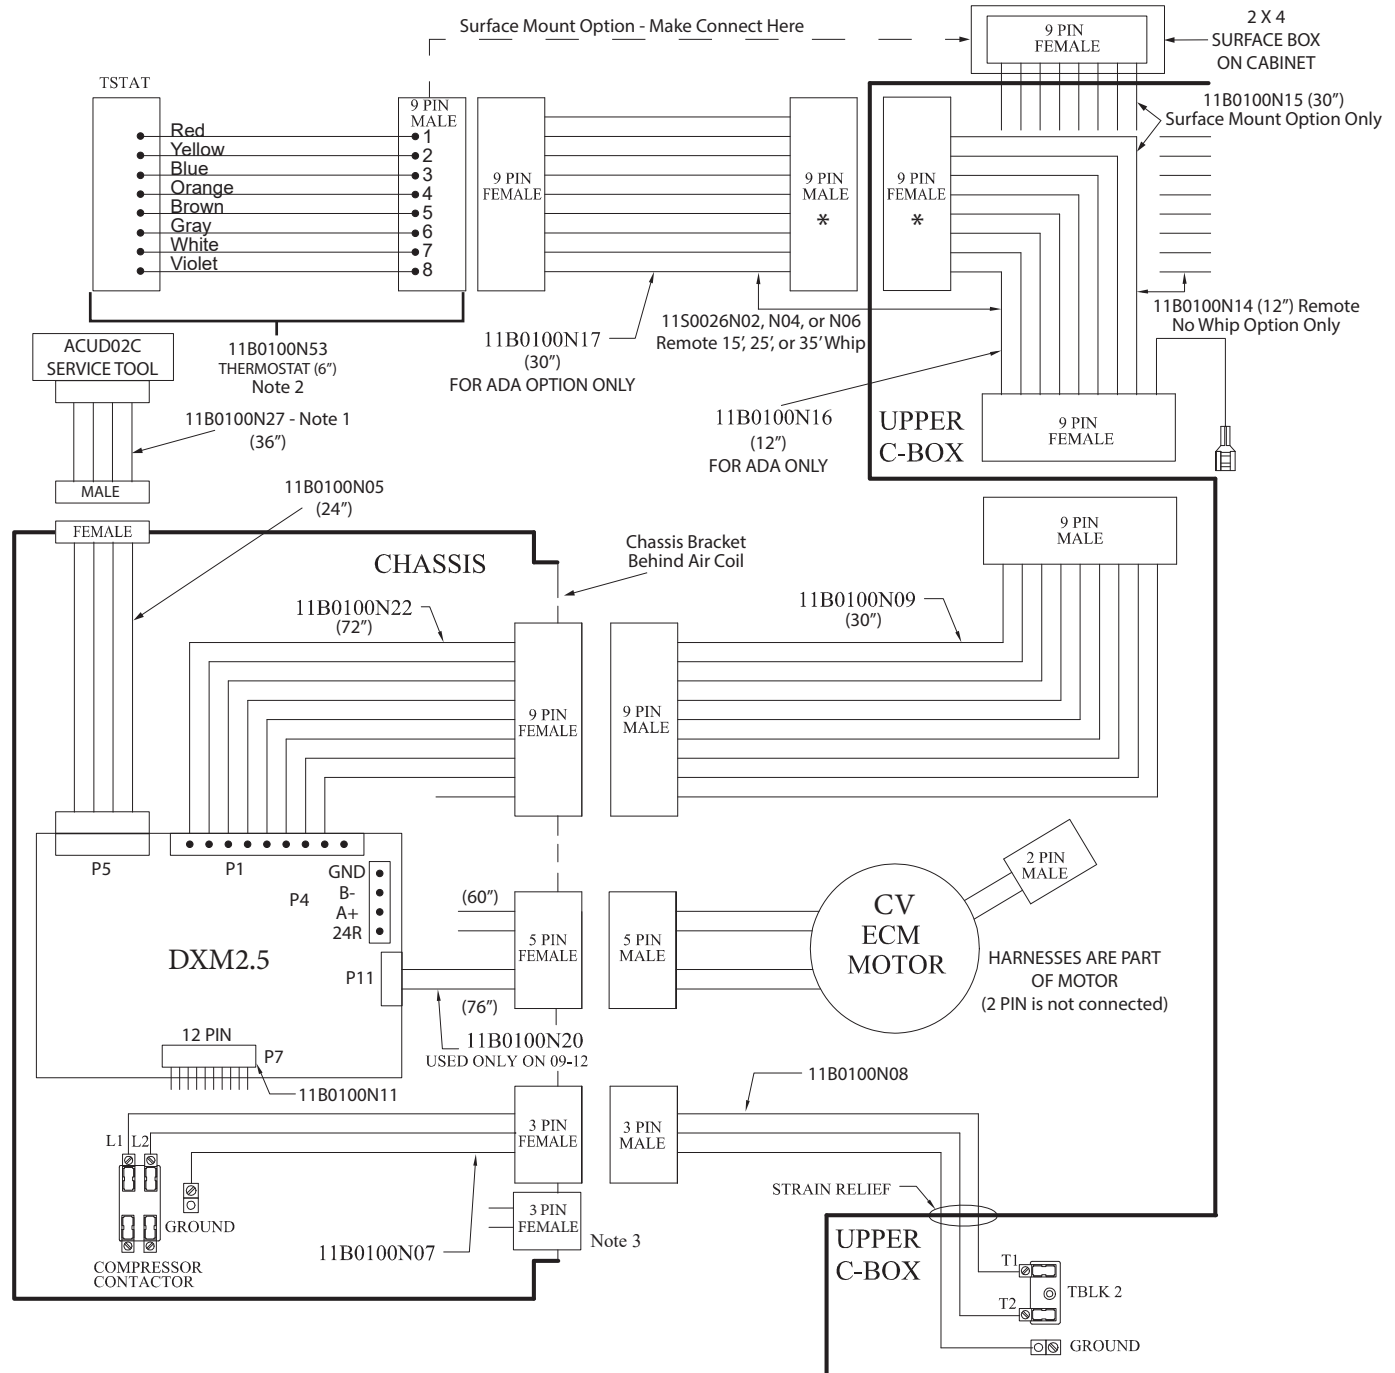 Surface Mount Option - Make Connect Here
9 PIN
FEMALE
2 X 4
SURFACE BOX
ON CABINET
TSTAT
9 PIN
MALE
Red
Yellow
Blue
Orange
Brown
Gray
White
Violet
1
2
3
4
5
6
7
8
9 PIN
FEMALE
9 PIN
MALE
*
9 PIN
FEMALE
*
11B0100N15 (30”)
Surface Mount Option Only
11B0100N14 (12”) Remote
No Whip Option Only
11B0100N53
THERMOSTAT (6”)
Note 2
11B0100N17
(30”)
FOR ADA OPTION ONLY
11S0026N02, N04, or N06
Remote 15’, 25’, or 35’ Whip
11B0100N16
(12”)
FOR ADA ONLY
UPPER
C-BOX
9 PIN
FEMALE
ACUD02C
SERVICE TOOL
11B0100N27 - Note 1
(36”)
MALE
11B0100N05
(24”)
FEMALE
CHASSIS
Chassis Bracket
Behind Air Coil
9 PIN
MALE
11B0100N22
(72”)
11B0100N09
(30”)
9 PIN
FEMALE
9 PIN
MALE
P5
P1
P4
GND
B-
A+
24R
DXM2.5
P11
(60”)
(76”)
5 PIN
FEMALE
5 PIN
MALE
CV
ECM
MOTOR
2 PIN
MALE
HARNESSES ARE PART
OF MOTOR
(2 PIN is not connected)
11B0100N20
USED ONLY ON 09-12
12 PIN
P7
11B0100N11
11B0100N08
L1 L2
3 PIN
FEMALE
3 PIN
MALE
GROUND
COMPRESSOR
CONTACTOR
11B0100N07
3 PIN
FEMALE
Note 3
STRAIN RELIEF
UPPER
C-BOX
T1
T2
TBLK 2
GROUND